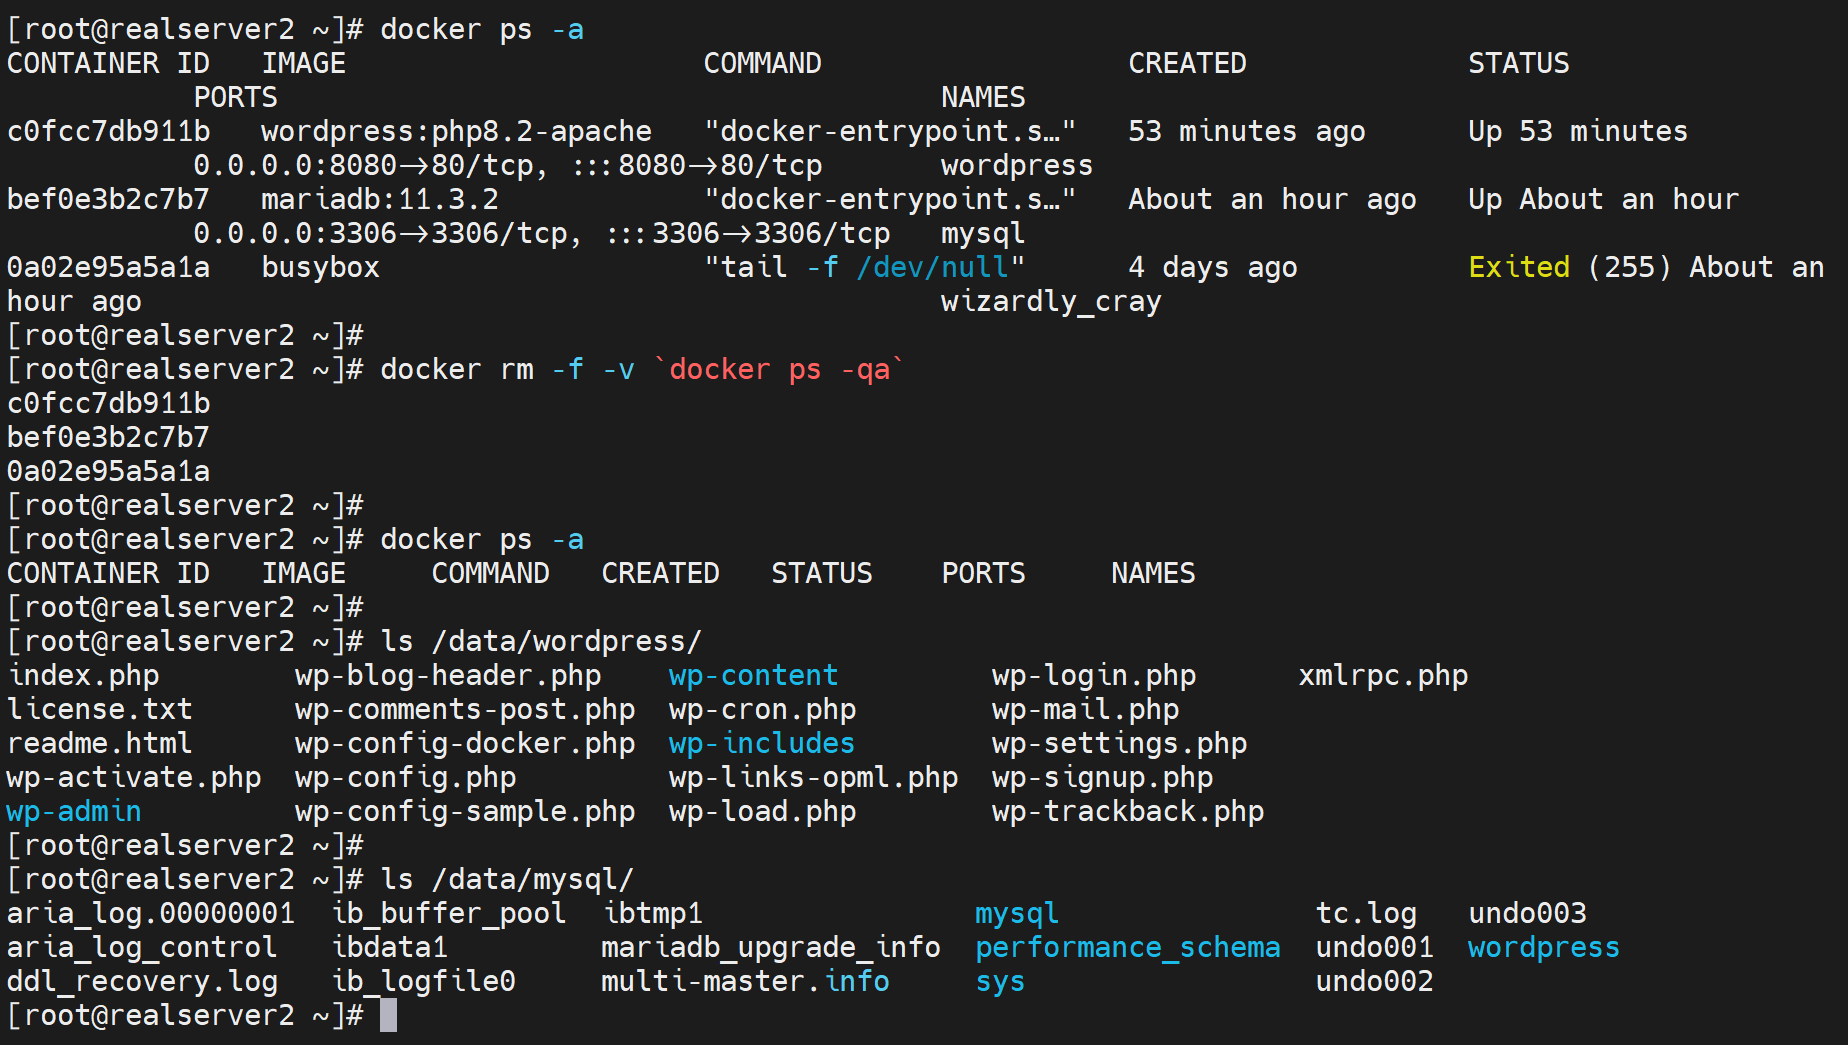 [root@realserver2 ~]# docker ps -a
CONTAINER ID   IMAGE                     COMMAND                  CREATED             STATUS
           PORTS                                       NAMES
c0fcc7db911b   wordpress:php8.2-apache   "docker-entrypoint.s…"   53 minutes ago      Up 53 minutes
           0.0.0.0:8080->80/tcp, :::8080->80/tcp       wordpress
bef0e3b2c7b7   mariadb:11.3.2            "docker-entrypoint.s…"   About an hour ago   Up About an hour
           0.0.0.0:3306->3306/tcp, :::3306->3306/tcp   mysql
0a02e95a5a1a   busybox                   "tail -f /dev/null"      4 days ago          Exited (255) About an
hour ago                                               wizardly_cray
[root@realserver2 ~]#
[root@realserver2 ~]# docker rm -f -v `docker ps -qa`
c0fcc7db911b
bef0e3b2c7b7
0a02e95a5a1a
[root@realserver2 ~]#
[root@realserver2 ~]# docker ps -a
CONTAINER ID   IMAGE     COMMAND   CREATED   STATUS    PORTS     NAMES
[root@realserver2 ~]#
[root@realserver2 ~]# ls /data/wordpress/
index.php        wp-blog-header.php    wp-content         wp-login.php      xmlrpc.php
license.txt      wp-comments-post.php  wp-cron.php        wp-mail.php
readme.html      wp-config-docker.php  wp-includes        wp-settings.php
wp-activate.php  wp-config.php         wp-links-opml.php  wp-signup.php
wp-admin         wp-config-sample.php  wp-load.php        wp-trackback.php
[root@realserver2 ~]#
[root@realserver2 ~]# ls /data/mysql/
aria_log.00000001  ib_buffer_pool  ibtmp1                mysql               tc.log   undo003
aria_log_control   ibdata1         mariadb_upgrade_info  performance_schema  undo001  wordpress
ddl_recovery.log   ib_logfile0     multi-master.info     sys                 undo002
[root@realserver2 ~]#